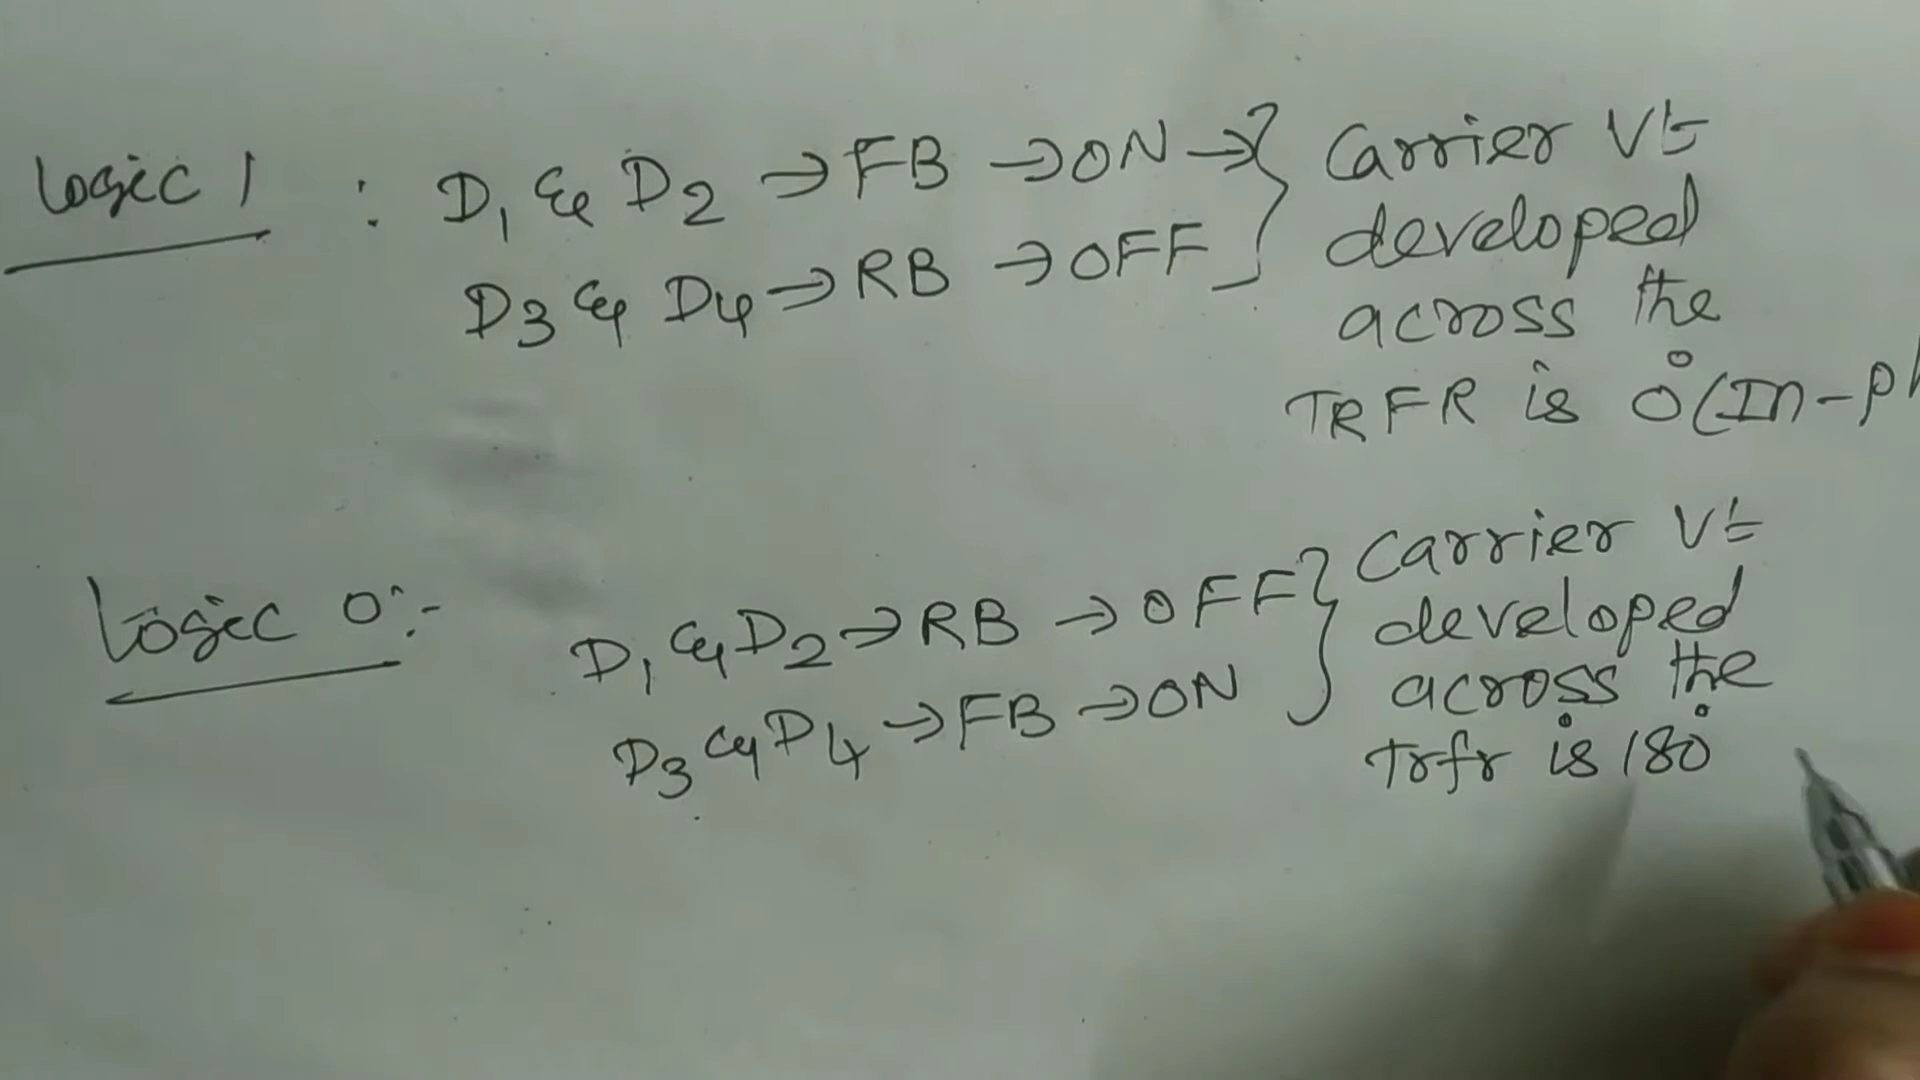 Logic 1 : D1 & D2 → FB → ON →} Carrier Vt
developed
D3 & D4 → RB → OFF
across the
TRFR is 0° (In-ph
Logic 0 :-
D1 & D2 → RB → OFF } Carrier Vt
developed
D3 & D4 → FB → ON
across the
Trfr is 180°